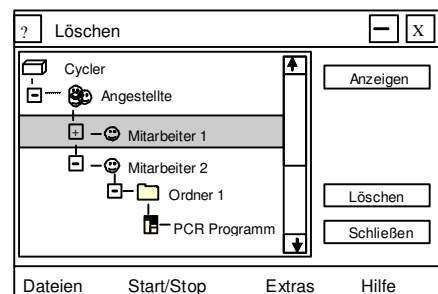 ? Löschen X
Cycler
Anzeigen
Angestellte
Mitarbeiter 1
Mitarbeiter 2
Ordner 1
Löschen
PCR Programm
Schließen
Dateien Start/Stop Extras Hilfe